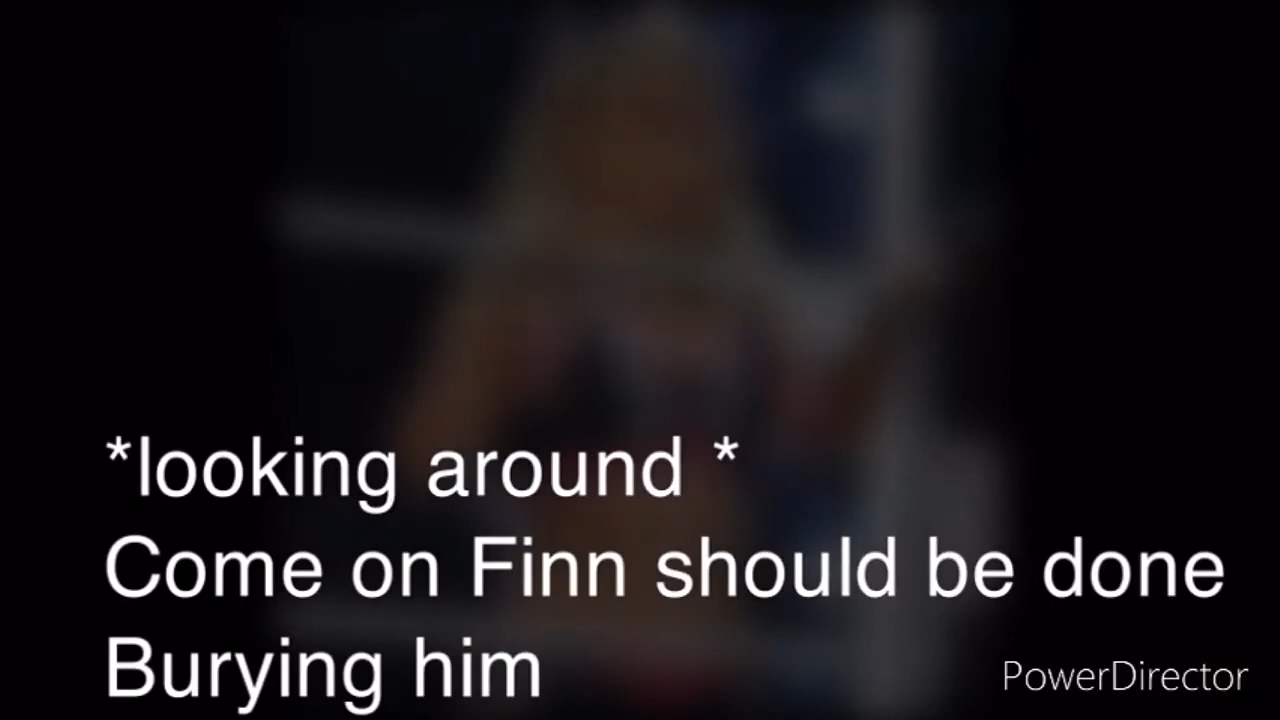 *looking around *
Come on Finn should be done
Burying him
PowerDirector